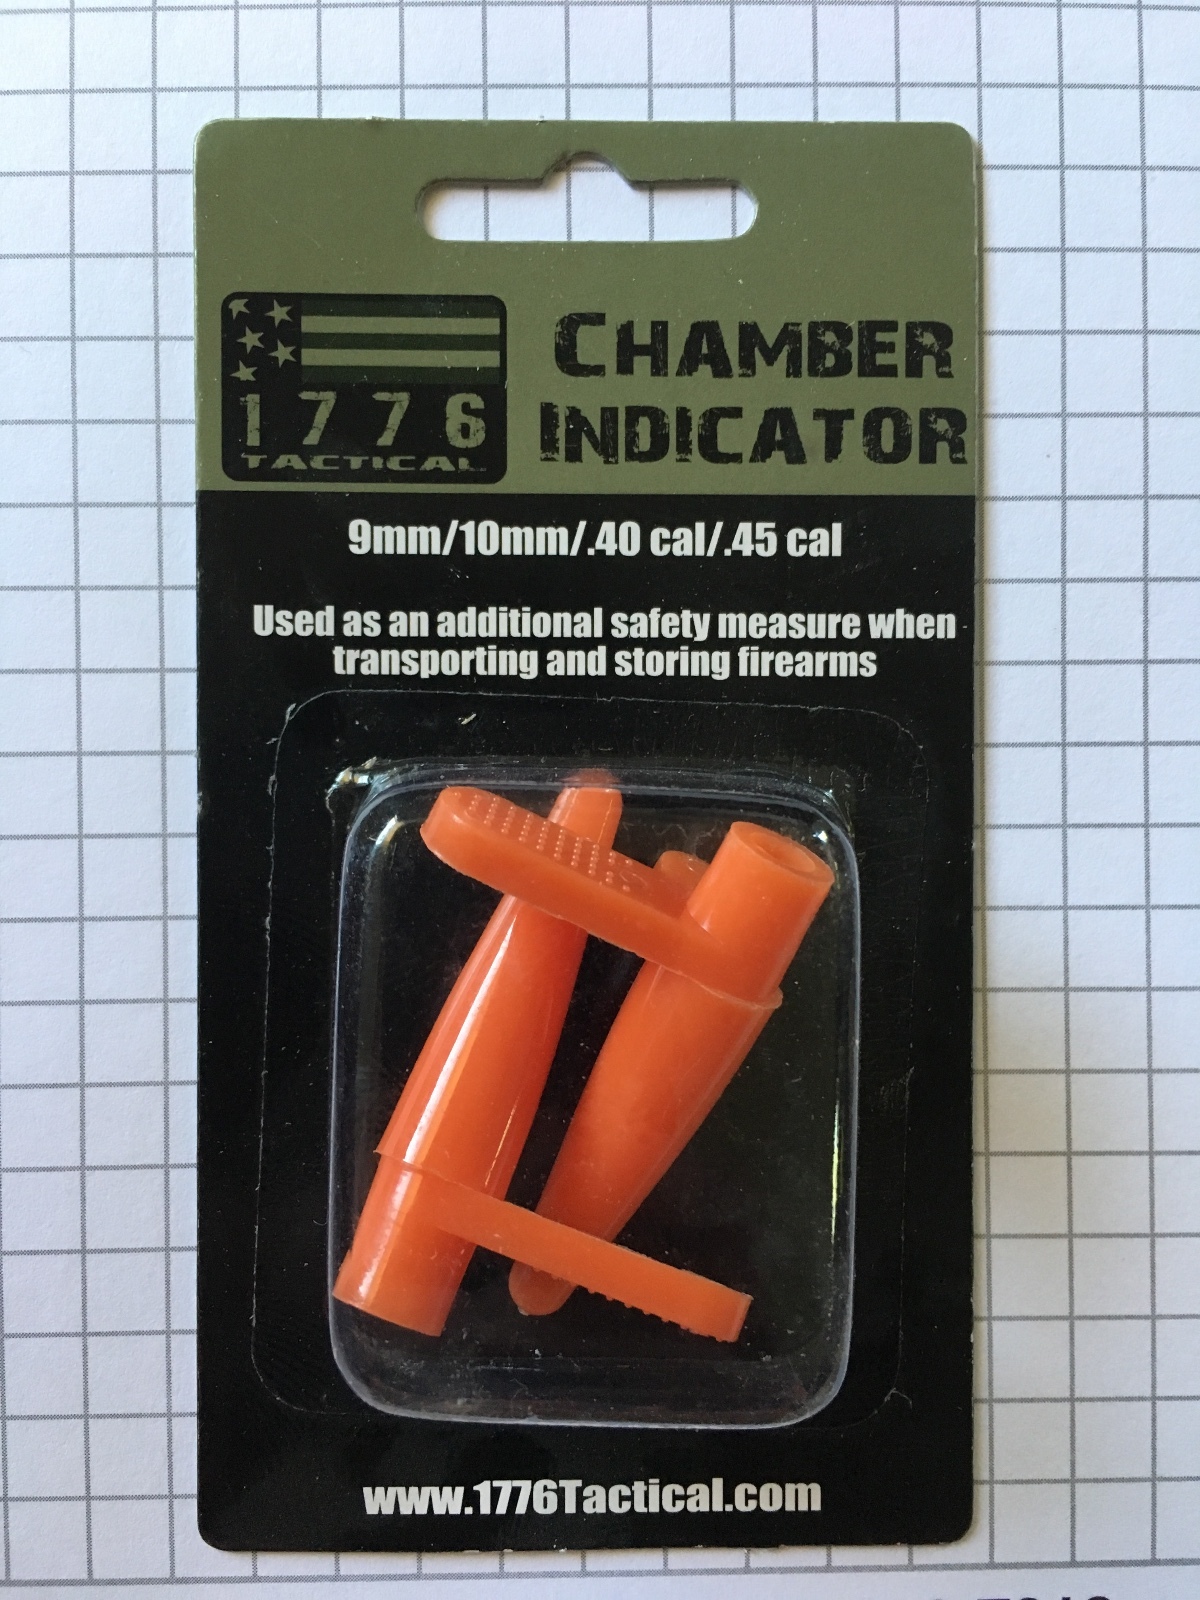 1776
TACTICAL
CHAMBER
INDICATOR
9mm/10mm/.40 cal/.45 cal
Used as an additional safety measure when
transporting and storing firearms
www.1776Tactical.com